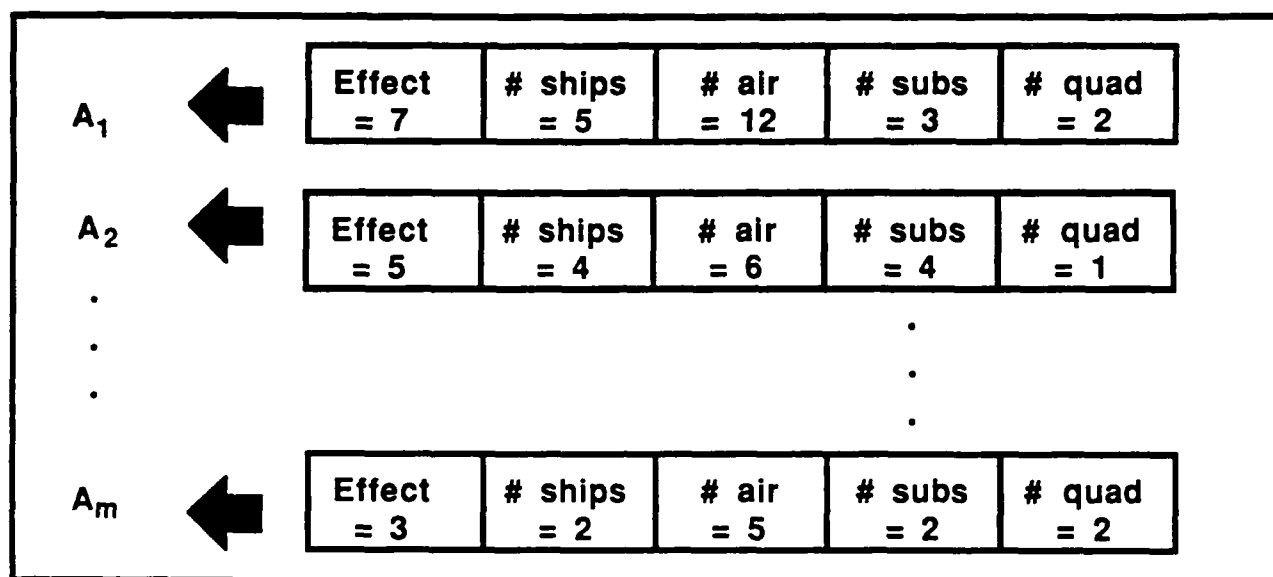 A1
Effect = 7 # ships = 5 # air = 12 # subs = 3 # quad = 2
A2
Effect = 5 # ships = 4 # air = 6 # subs = 4 # quad = 1
.
.
.
.
.
.
Am
Effect = 3 # ships = 2 # air = 5 # subs = 2 # quad = 2